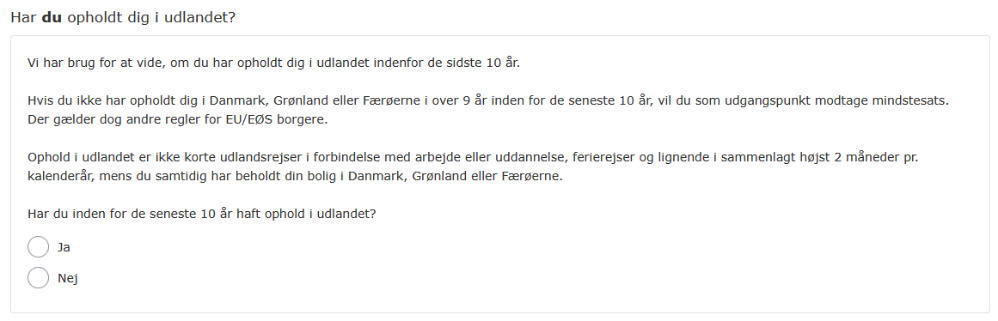 Har du opholdt dig i udlandet?
Vi har brug for at vide, om du har opholdt dig i udlandet indenfor de sidste 10 år.
Hvis du ikke har opholdt dig i Danmark, Grønland eller Færøerne i over 9 år inden for de seneste 10 år, vil du som udgangspunkt modtage mindstesats.
Der gælder dog andre regler for EU/EØS borgere.
Ophold i udlandet er ikke korte udlandsrejser i forbindelse med arbejde eller uddannelse, ferierejser og lignende i sammenlagt højst 2 måneder pr.
kalenderår, mens du samtidig har beholdt din bolig i Danmark, Grønland eller Færøerne.
Har du inden for de seneste 10 år haft ophold i udlandet?
Ja
Nej